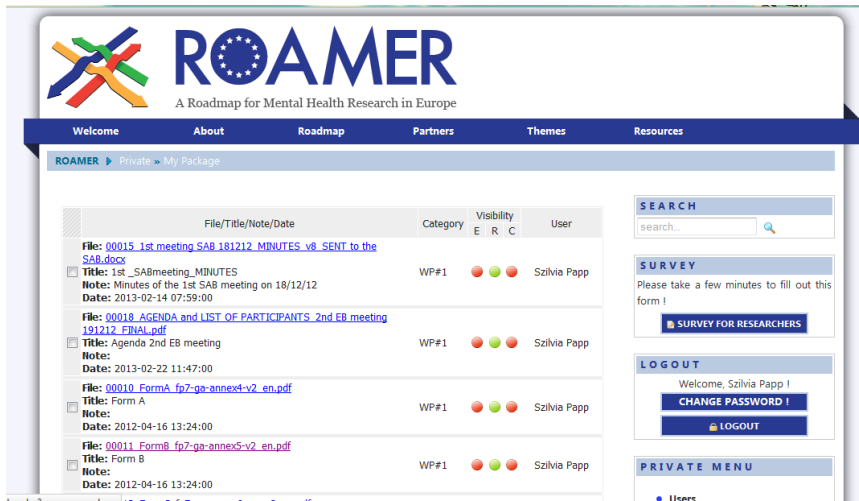 ROAMER
A Roadmap for Mental Health Research in Europe
Welcome About Roadmap Partners Themes Resources
ROAMER Private » My Package
File/Title/Note/Date Category Visibility User
E R C
File: 00015_1st meeting SAB 181212_MINUTES_v8_SENT to the
SAB.docx
Title: 1st _SABmeeting_MINUTES
Note: Minutes of the 1st SAB meeting on 18/12/12
Date: 2013-02-14 07:59:00
WP#1 Szilvia Papp
File: 00018_AGENDA and LIST OF PARTICIPANTS_2nd EB meeting
191212_FINAL.pdf
Title: Agenda 2nd EB meeting
Note:
Date: 2013-02-22 11:47:00
WP#1 Szilvia Papp
File: 00010_FormA_fp7-ga-annex4-v2_en.pdf
Title: Form A
Note:
Date: 2012-04-16 13:24:00
WP#1 Szilvia Papp
File: 00011_FormB_fp7-ga-annex5-v2_en.pdf
Title: Form B
Note:
Date: 2012-04-16 13:24:00
WP#1 Szilvia Papp
SEARCH
search...
SURVEY
Please take a few minutes to fill out this
form !
SURVEY FOR RESEARCHERS
LOGOUT
Welcome, Szilvia Papp !
CHANGE PASSWORD !
LOGOUT
PRIVATE MENU
Users